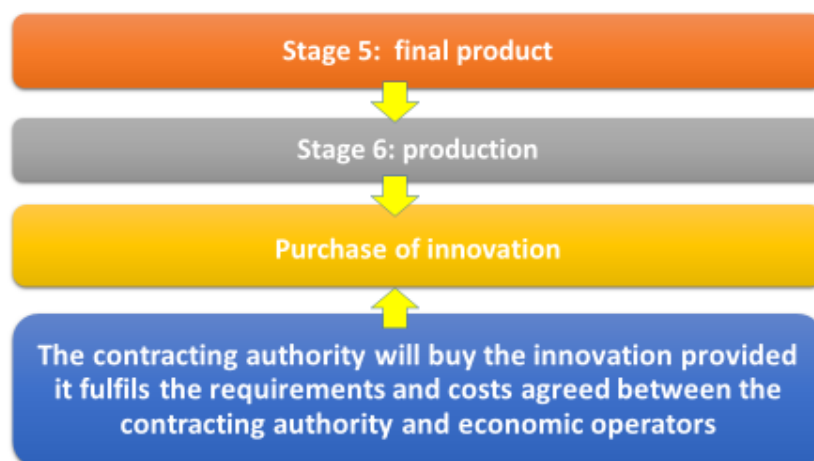 Stage 5: final product
Stage 6: production
Purchase of innovation
The contracting authority will buy the innovation provided
it fulfils the requirements and costs agreed between the
contracting authority and economic operators